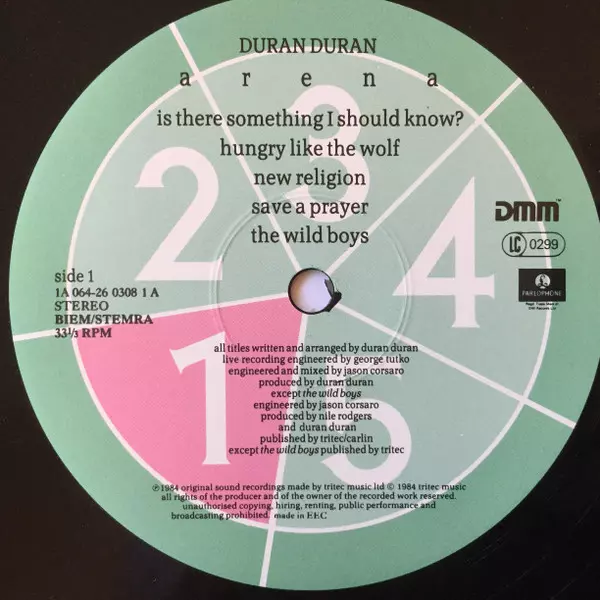 DURAN DURAN
arena
is there something I should know?
hungry like the wolf
new religion
save a prayer
the wild boys
1
2
3
4
5
DMM™
LC 0299
PARLOPHONE
side 1
1A 064-26 0308 1 A
STEREO
BIEM/STEMRA
33⅓ RPM
all titles written and arranged by duran duran
live recording engineered by george tutko
engineered and mixed by jason corsaro
produced by duran duran
except the wild boys
engineered by jason corsaro
produced by nile rodgers
and duran duran
published by tritec/carlin
except the wild boys published by tritec
℗ 1984 original sound recordings made by tritec music ltd © 1984 tritec music
all rights of the producer and of the owner of the recorded work reserved.
unauthorised copying, hiring, renting, public performance and
broadcasting prohibited. made in EEC